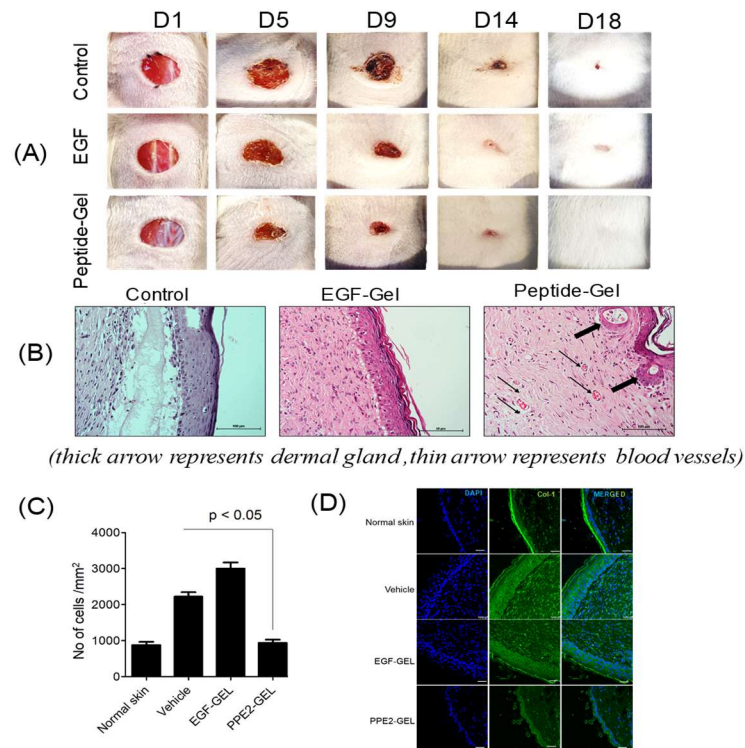 D1 D5 D9 D14 D18
(A)
Control
EGF
Peptide-Gel
Control EGF-Gel Peptide-Gel
(B)
(thick arrow represents dermal gland ,thin arrow represents blood vessels)
(C)
p < 0.05
No of cells /mm²
4000
3000
2000
1000
0
Normal skin
Vehicle
EGF-GEL
PPE2-GEL
(D)
DAPI Col-1 MERGED
Normal skin
Vehicle
EGF-GEL
PPE2-GEL